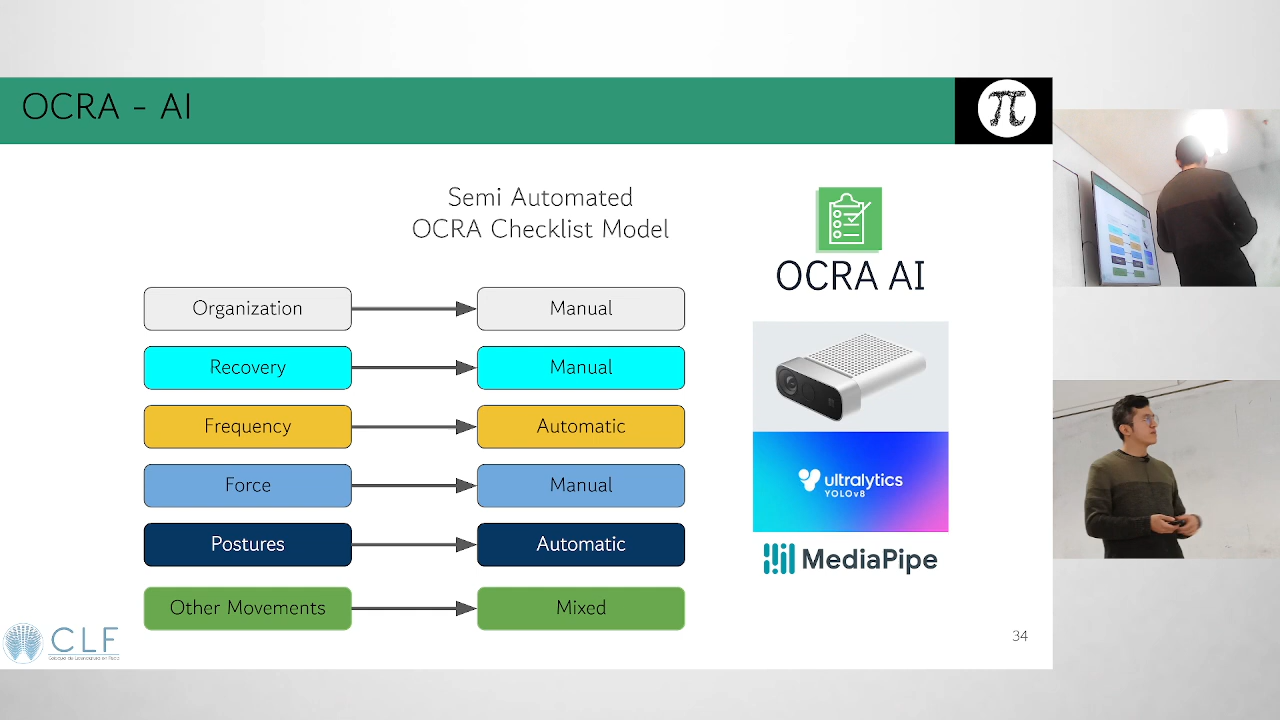 OCRA - AI
Semi Automated
OCRA Checklist Model
OCRA AI
Organization
Manual
Recovery
Manual
Frequency
Automatic
Force
Manual
Postures
Automatic
Other Movements
Mixed
ultralytics
YOLOv8
MediaPipe
CLF
34